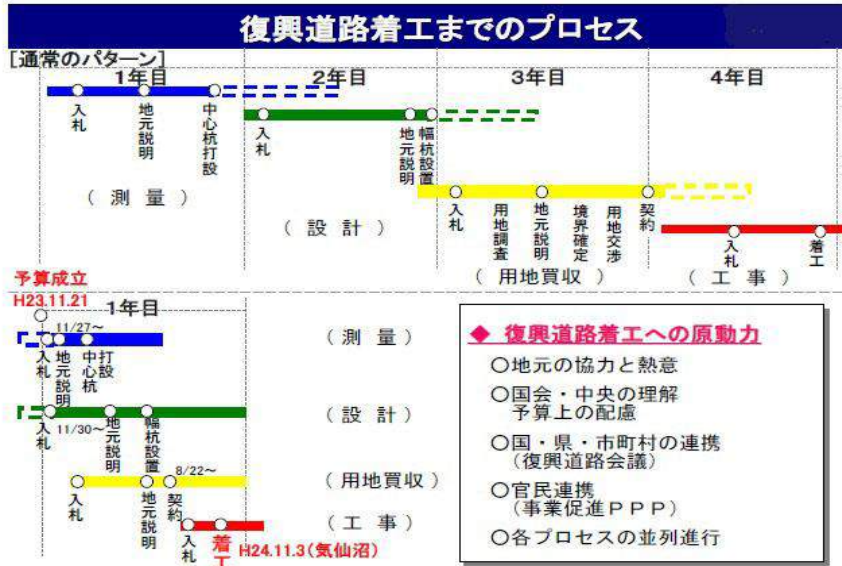 復興道路着工までのプロセス
[通常のパターン]
1年目
2年目
3年目
4年目
入札
地元説明
中心杭打設
(測量)
入札
地元説明
幅杭設置
(設計)
入札
用地調査
地元説明
境界確定
用地交渉
契約
(用地買収)
入札
着工
(工事)
予算成立
H23.11.21
1年目
11/27~
入札
地元説明
中心杭
打設
(測量)
入札
11/30~
地元説明
幅杭設置
(設計)
8/22~
入札
地元説明
契約
(用地買収)
入札
着工
H24.11.3(気仙沼)
(工事)
◆ 復興道路着工への原動力
○地元の協力と熱意
○国会・中央の理解
予算上の配慮
○国・県・市町村の連携
(復興道路会議)
○官民連携
(事業促進PPP)
○各プロセスの並列進行